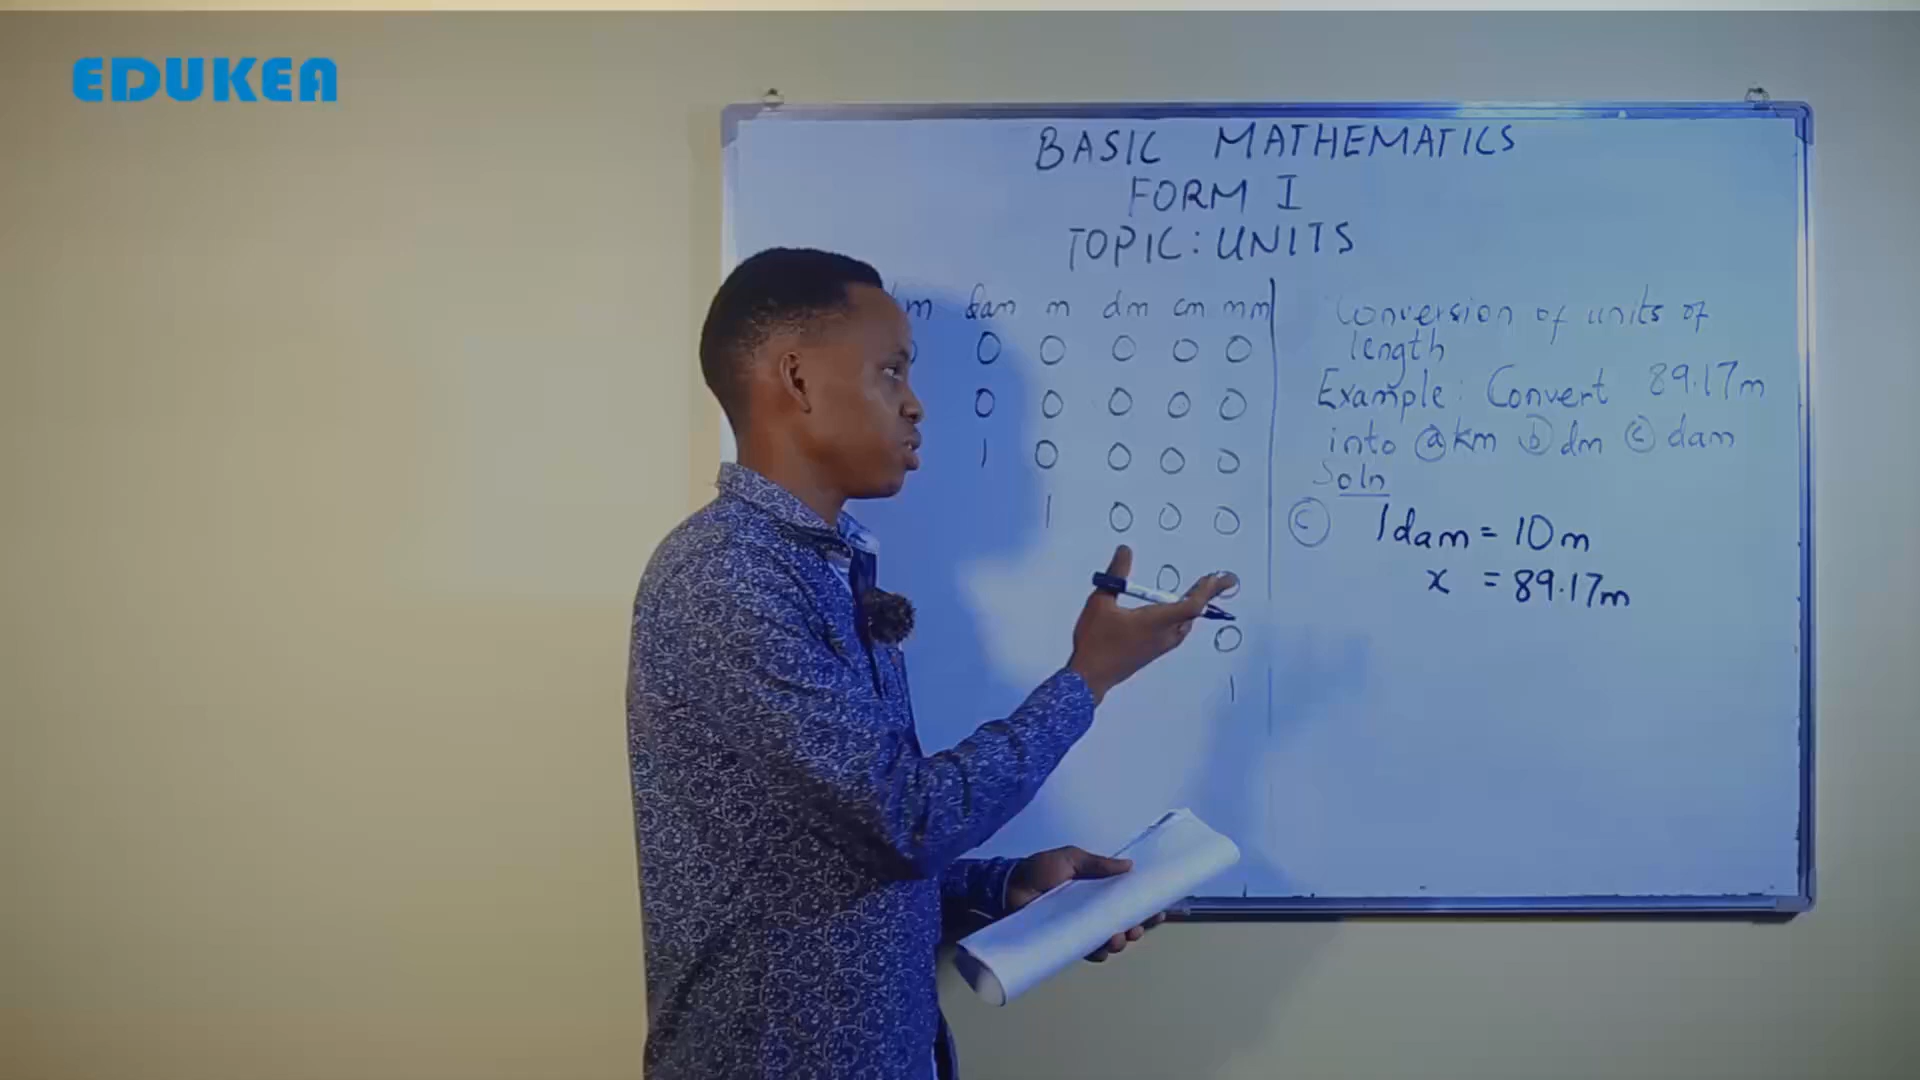 EDUKEA
BASIC MATHEMATICS
FORM I
TOPIC: UNITS
dam m dm cm mm
0 0 0 0 0
0 0 0 0 0
1 0 0 0 0
1 0 0 0
0 0
0
1
Conversion of units of
length
Example: Convert 89.17m
into (a) km (b) dm (c) dam
Soln
(c) 1dam = 10m
x = 89.17m